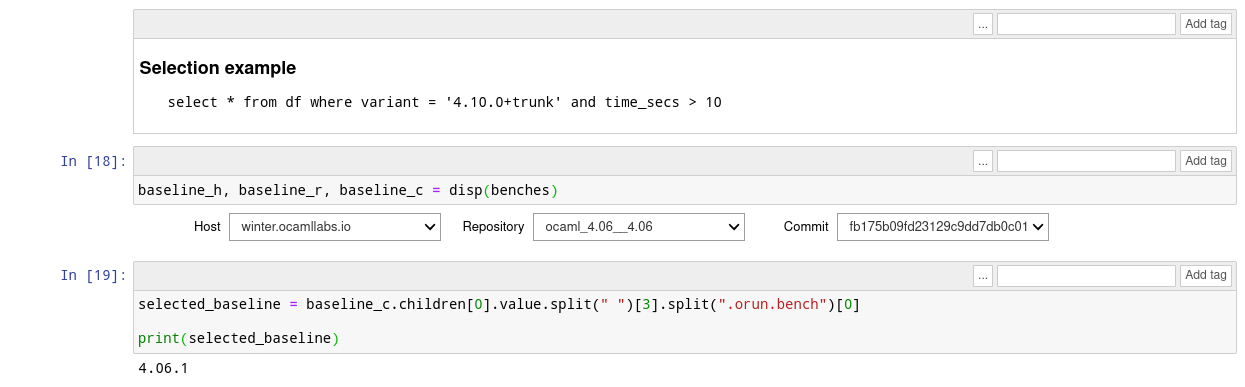 ... Add tag
Selection example
select * from df where variant = '4.10.0+trunk' and time_secs > 10
In [18]: ... Add tag
baseline_h, baseline_r, baseline_c = disp(benches)
Host winter.ocamllabs.io Repository ocaml_4.06__4.06 Commit fb175b09fd23129c9dd7db0c01
In [19]: ... Add tag
selected_baseline = baseline_c.children[0].value.split(" ")[3].split(".orun.bench")[0]
print(selected_baseline)
4.06.1